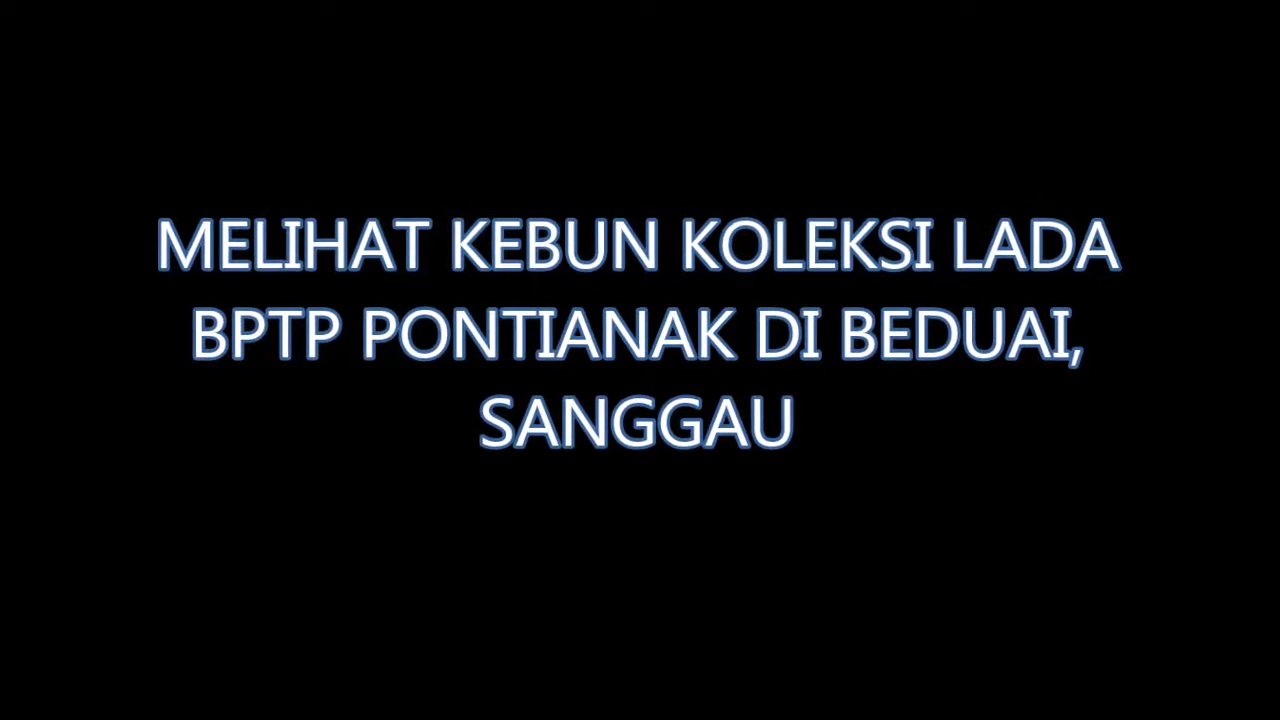 MELIHAT KEBUN KOLEKSI LADA
BPTP PONTIANAK DI BEDUAI,
SANGGAU